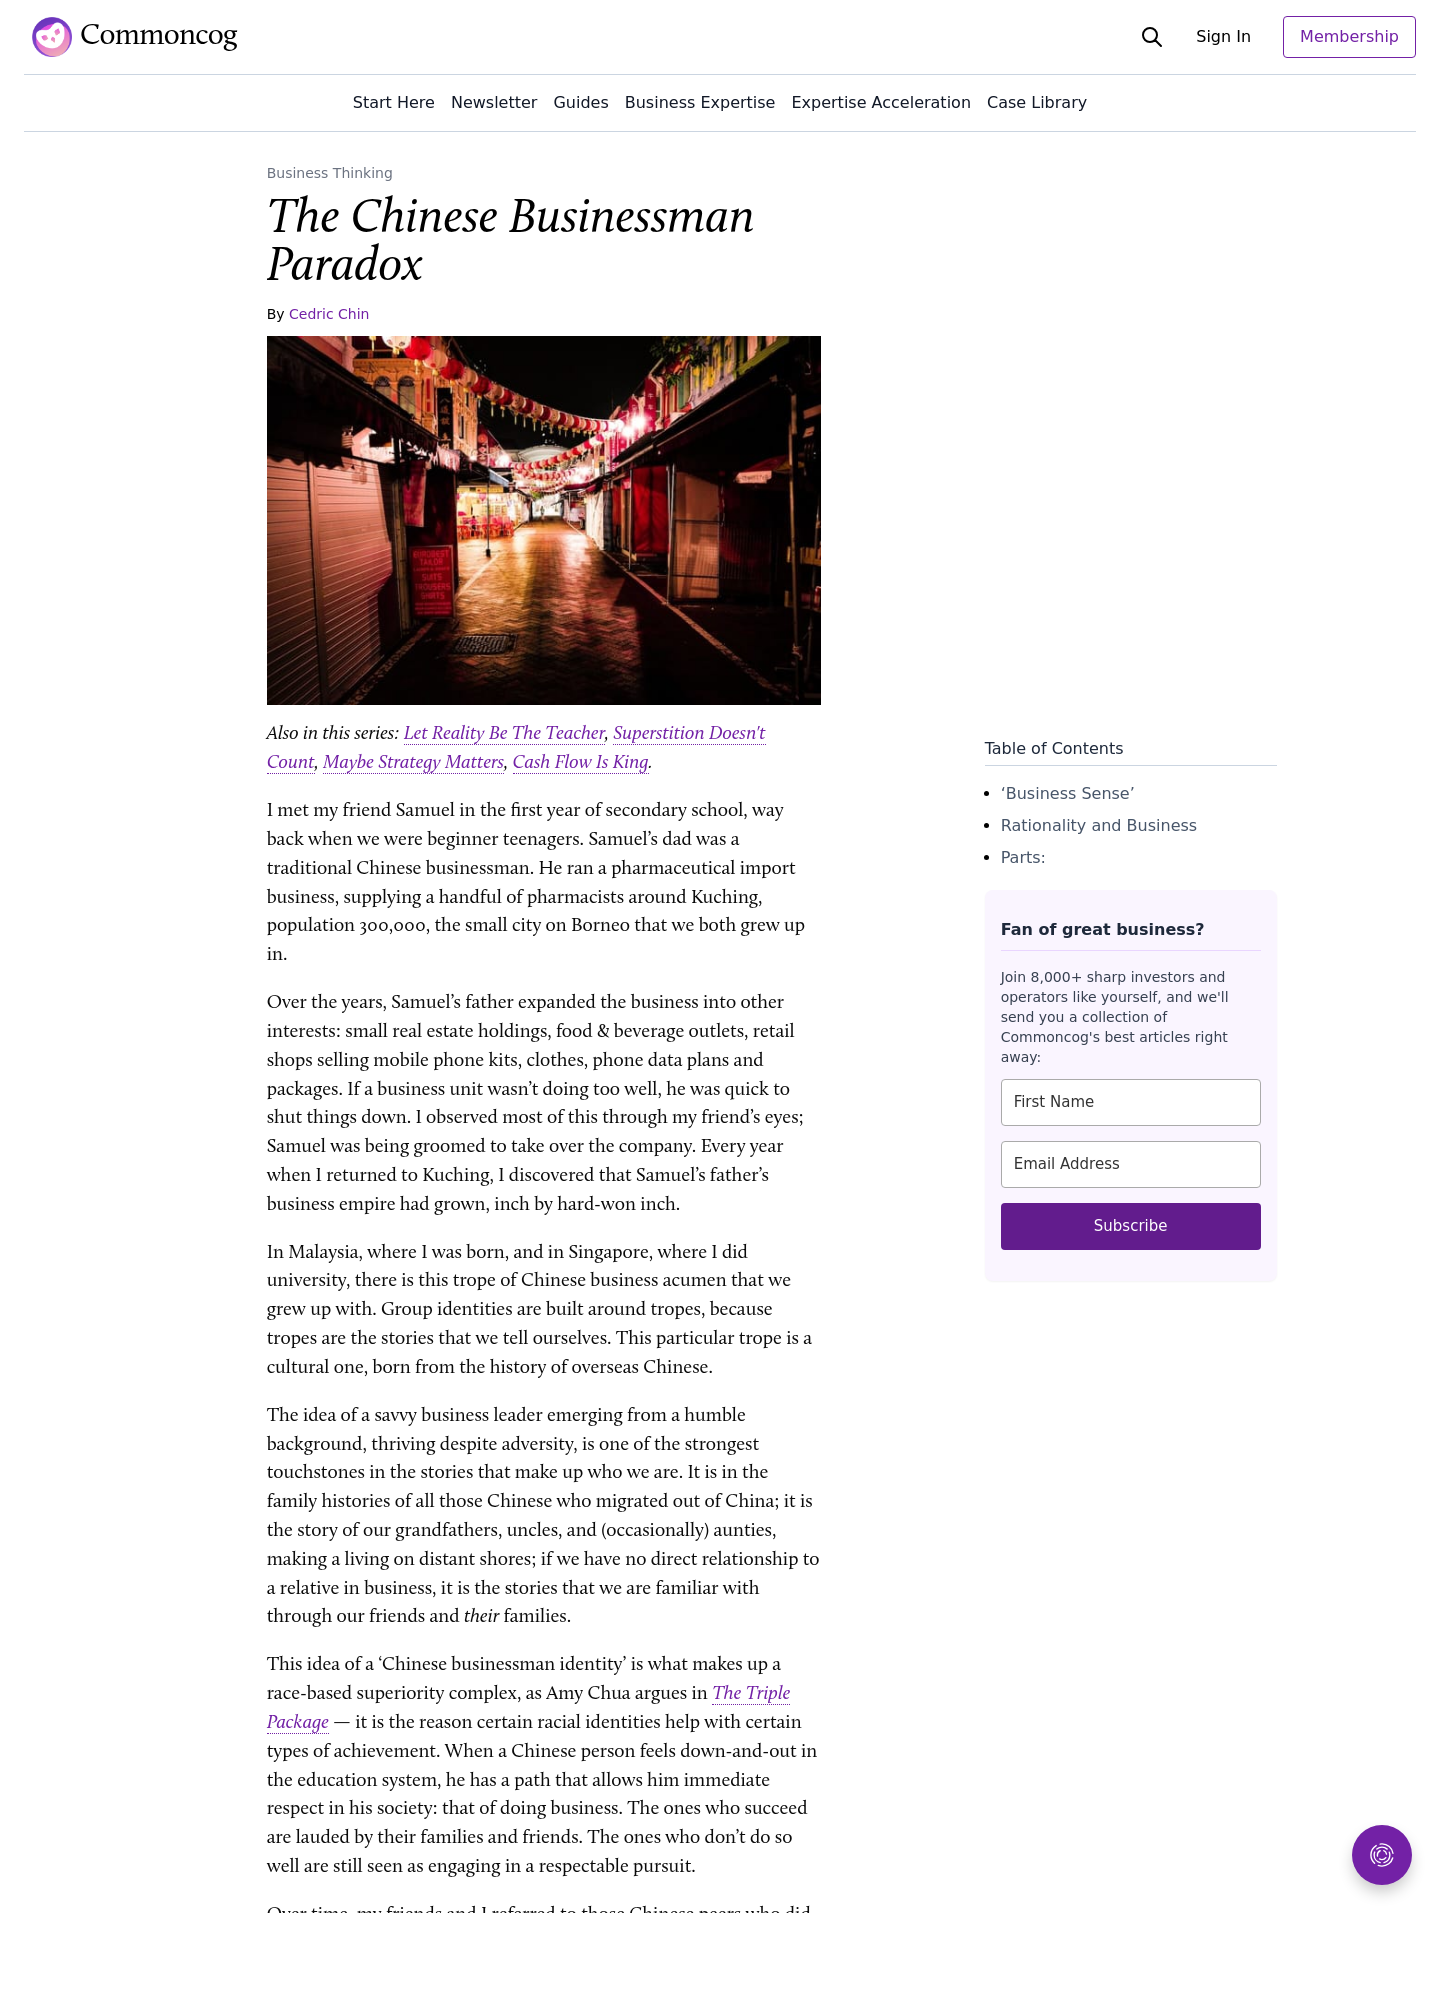 Commoncog
Sign In
Membership
Start Here
Newsletter
Guides
Business Expertise
Expertise Acceleration
Case Library
Business Thinking
The Chinese Businessman
Paradox
By Cedric Chin
EUROBEST
TAILOR
SUITS
TROUSERS
SHIRTS
Also in this series: Let Reality Be The Teacher, Superstition Doesn't
Count, Maybe Strategy Matters, Cash Flow Is King.
I met my friend Samuel in the first year of secondary school, way
back when we were beginner teenagers. Samuel’s dad was a
traditional Chinese businessman. He ran a pharmaceutical import
business, supplying a handful of pharmacists around Kuching,
population 300,000, the small city on Borneo that we both grew up
in.
Over the years, Samuel’s father expanded the business into other
interests: small real estate holdings, food & beverage outlets, retail
shops selling mobile phone kits, clothes, phone data plans and
packages. If a business unit wasn’t doing too well, he was quick to
shut things down. I observed most of this through my friend’s eyes;
Samuel was being groomed to take over the company. Every year
when I returned to Kuching, I discovered that Samuel’s father’s
business empire had grown, inch by hard-won inch.
In Malaysia, where I was born, and in Singapore, where I did
university, there is this trope of Chinese business acumen that we
grew up with. Group identities are built around tropes, because
tropes are the stories that we tell ourselves. This particular trope is a
cultural one, born from the history of overseas Chinese.
The idea of a savvy business leader emerging from a humble
background, thriving despite adversity, is one of the strongest
touchstones in the stories that make up who we are. It is in the
family histories of all those Chinese who migrated out of China; it is
the story of our grandfathers, uncles, and (occasionally) aunties,
making a living on distant shores; if we have no direct relationship to
a relative in business, it is the stories that we are familiar with
through our friends and their families.
This idea of a ‘Chinese businessman identity’ is what makes up a
race-based superiority complex, as Amy Chua argues in The Triple
Package — it is the reason certain racial identities help with certain
types of achievement. When a Chinese person feels down-and-out in
the education system, he has a path that allows him immediate
respect in his society: that of doing business. The ones who succeed
are lauded by their families and friends. The ones who don’t do so
well are still seen as engaging in a respectable pursuit.
Over time, my friends and I referred to those Chinese peers who did
Table of Contents
‘Business Sense’
Rationality and Business
Parts:
Fan of great business?
Join 8,000+ sharp investors and
operators like yourself, and we'll
send you a collection of
Commoncog's best articles right
away:
First Name
Email Address
Subscribe